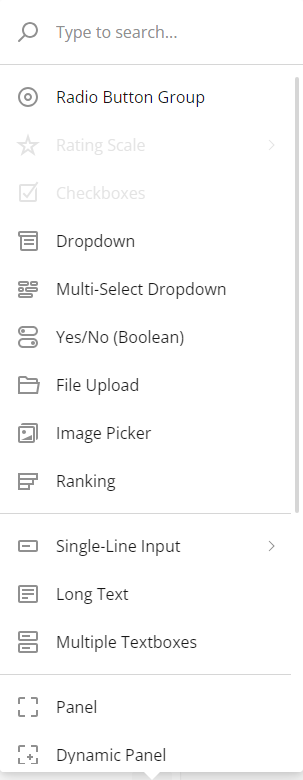 Type to search...
Radio Button Group
Rating Scale
Checkboxes
Dropdown
Multi-Select Dropdown
Yes/No (Boolean)
File Upload
Image Picker
Ranking
Single-Line Input
Long Text
Multiple Textboxes
Panel
Dynamic Panel